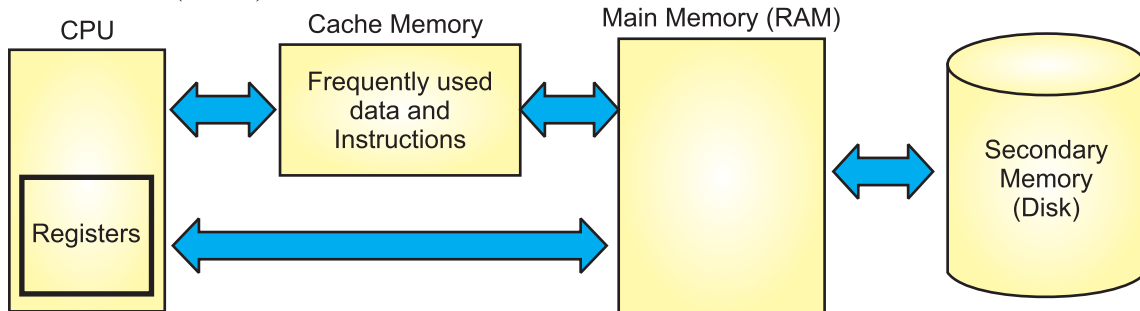 CPU
Cache Memory
Main Memory (RAM)
Frequently used
data and
Instructions
Registers
Secondary
Memory
(Disk)